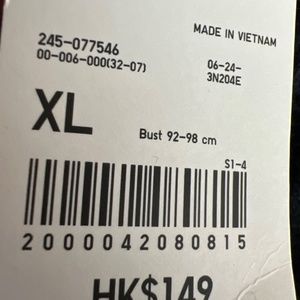 MADE IN VIETNAM
245-077546
00-006-000(32-07)
06-24-
3N204E
XL
Bust 92-98 cm
S1-4
2000042080815
HK$149